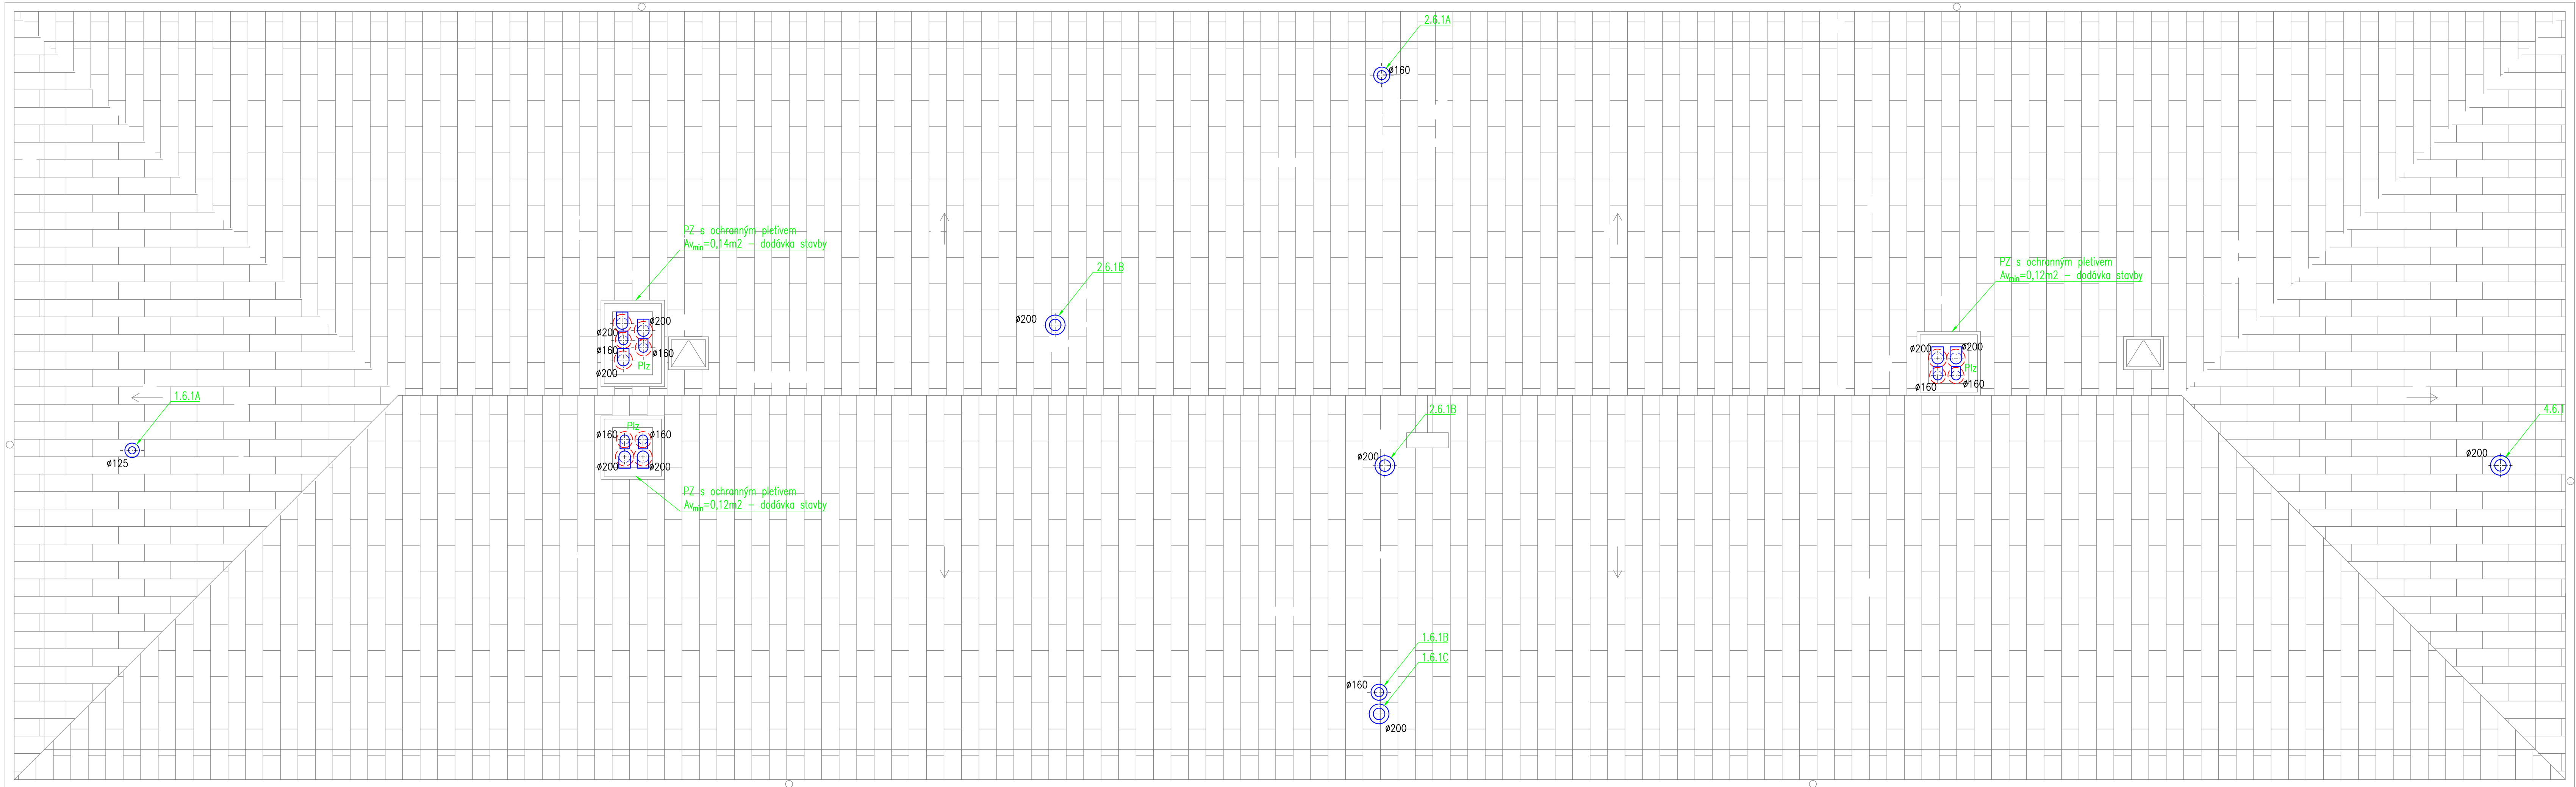 2.6.1A
ø160
PZ s ochranným pletivem
Avmin=0,14m2 – dodávka stavby
2.6.1B
ø200
PZ s ochranným pletivem
Avmin=0,12m2 – dodávka stavby
ø200
ø200
ø160
ø160
ø200
Plz
ø200
ø200
Plz
ø160
ø160
1.6.1A
ø125
Plz
ø160
ø160
ø200
ø200
PZ s ochranným pletivem
Avmin=0,12m2 – dodávka stavby
2.6.1B
ø200
4.6.1
ø200
1.6.1B
1.6.1C
ø160
ø200